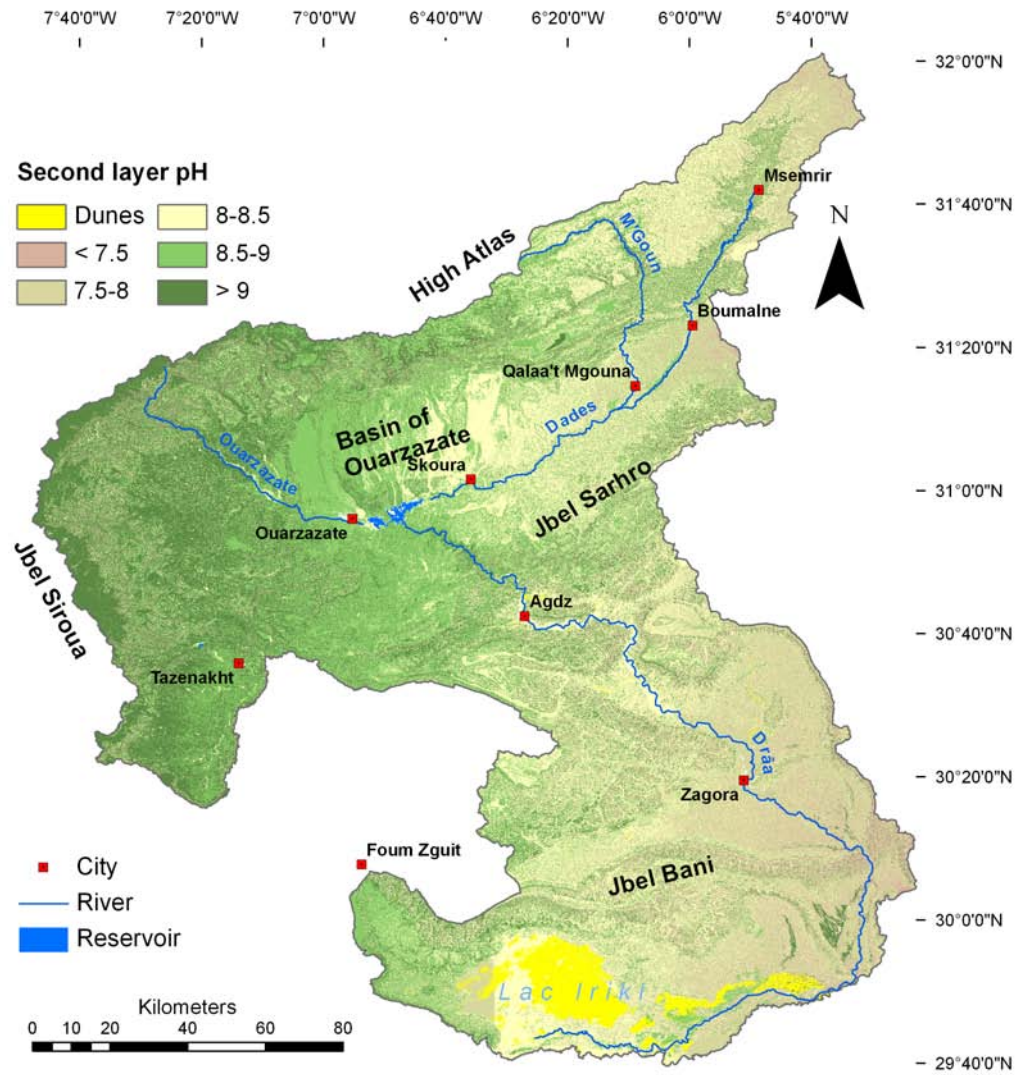 7°40'0"W 7°20'0"W 7°00'0"W 6°40'0"W 6°20'0"W 6°00'0"W 5°40'0"W
32°0'0"N
Second layer pH
Dunes 8-8.5
< 7.5 8.5-9
7.5-8 > 9
Msemrir
31°40'0"N
N
M'Goun
High Atlas
Boumalne
31°20'0"N
Qalaa't Mgouna
Dades
Basin of
Ouarzazate
Skoura
Ouarzazate
31°0'0"N
Jbel Sarhro
Ouarzazate
Jbel Siroua
Agdz
30°40'0"N
Tazenakht
Drâa
30°20'0"N
Zagora
Foum Zguit
City
Jbel Bani
River
30°0'0"N
Reservoir
Lac Iriki
Kilometers
0 10 20 40 60 80
29°40'0"N